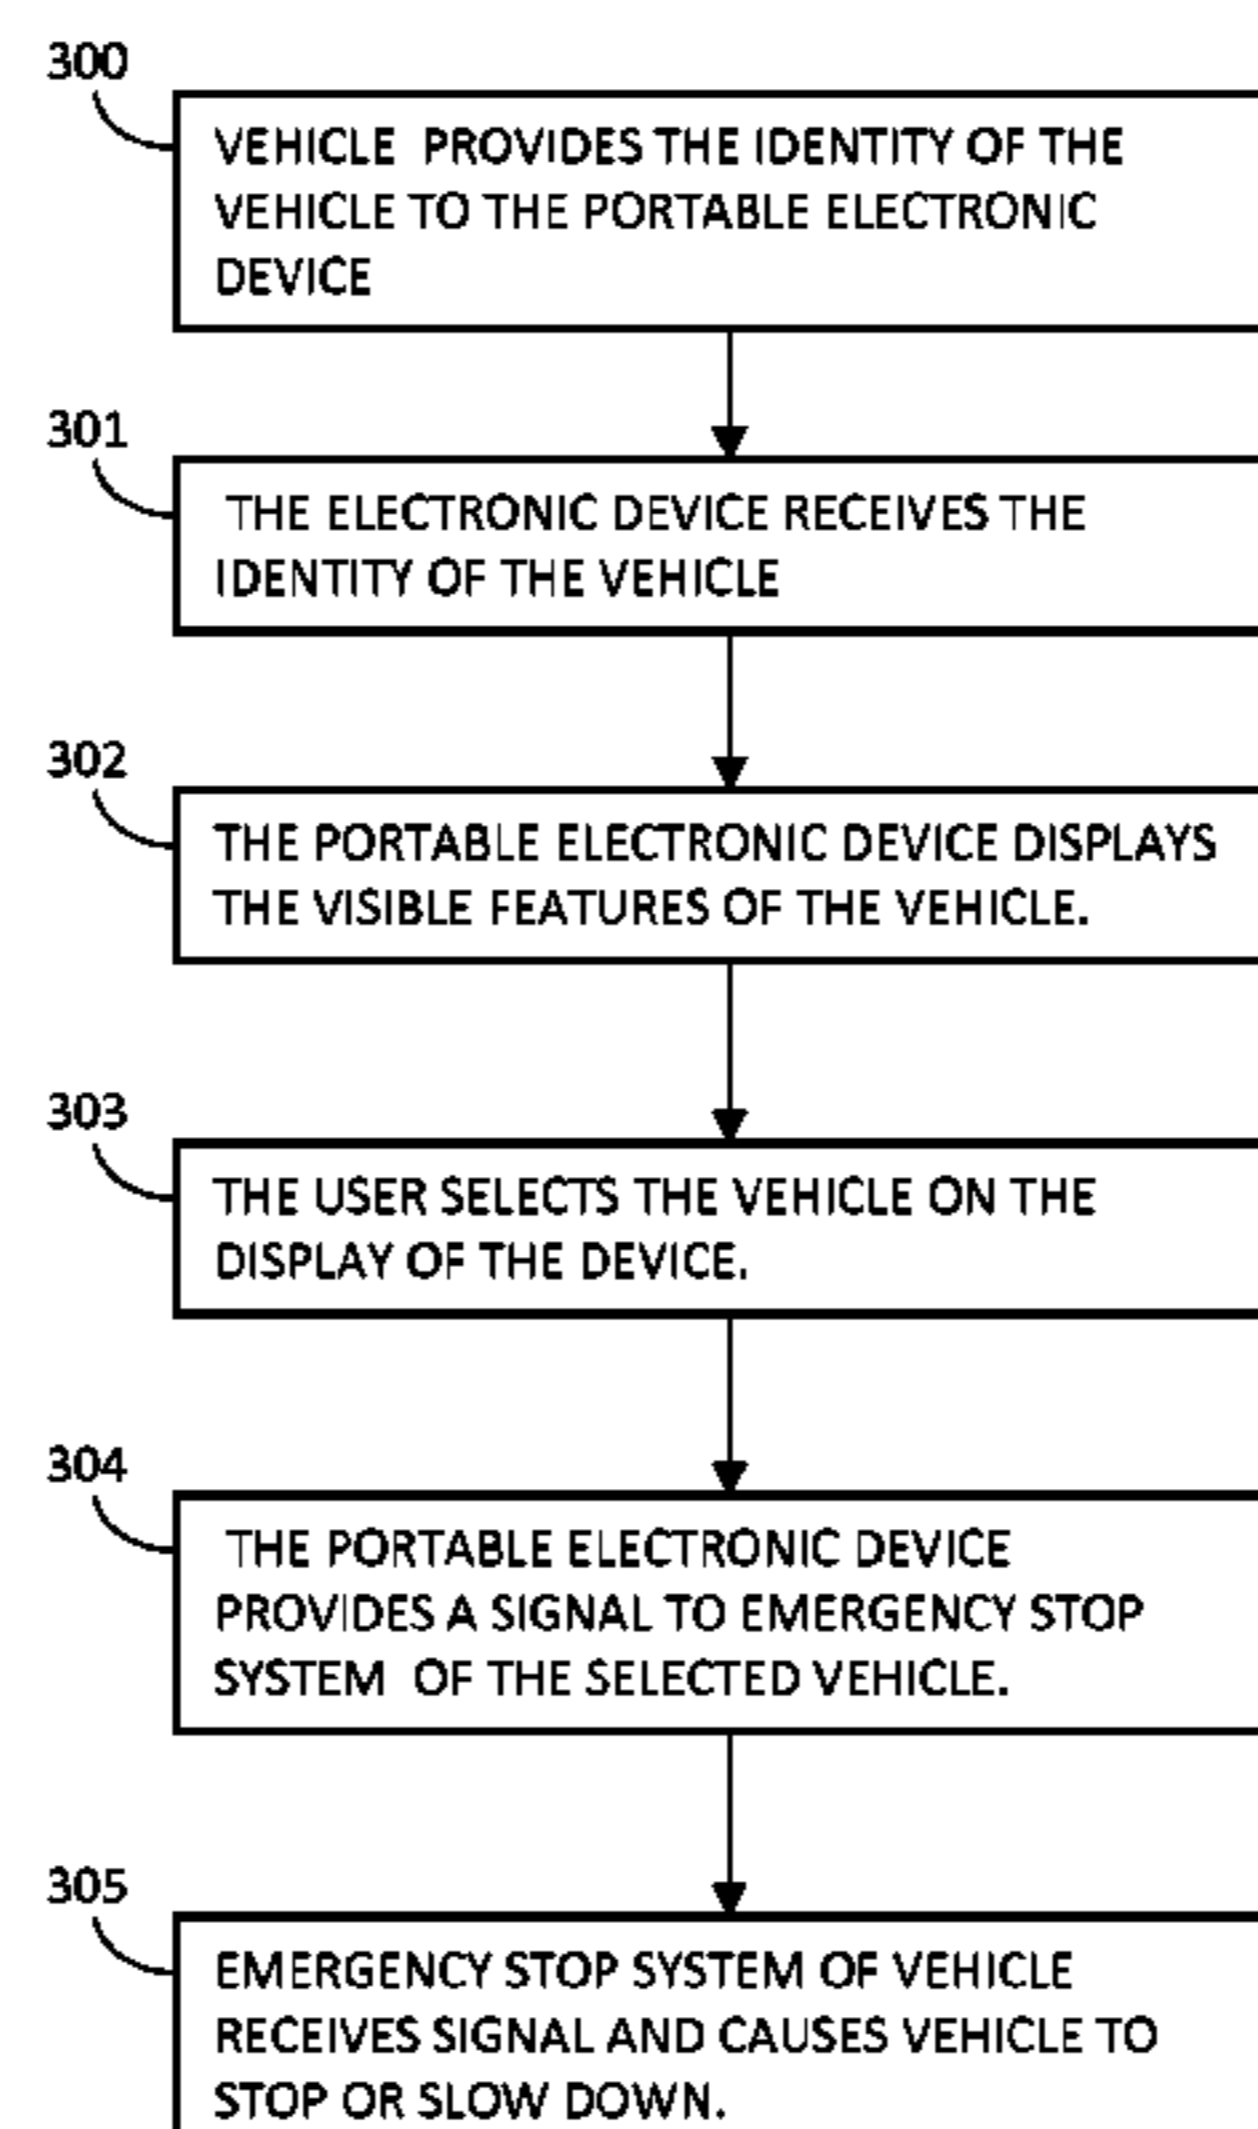 300
VEHICLE PROVIDES THE IDENTITY OF THE
VEHICLE TO THE PORTABLE ELECTRONIC
DEVICE
301
THE ELECTRONIC DEVICE RECEIVES THE
IDENTITY OF THE VEHICLE
302
THE PORTABLE ELECTRONIC DEVICE DISPLAYS
THE VISIBLE FEATURES OF THE VEHICLE.
303
THE USER SELECTS THE VEHICLE ON THE
DISPLAY OF THE DEVICE.
304
THE PORTABLE ELECTRONIC DEVICE
PROVIDES A SIGNAL TO EMERGENCY STOP
SYSTEM OF THE SELECTED VEHICLE.
305
EMERGENCY STOP SYSTEM OF VEHICLE
RECEIVES SIGNAL AND CAUSES VEHICLE TO
STOP OR SLOW DOWN.